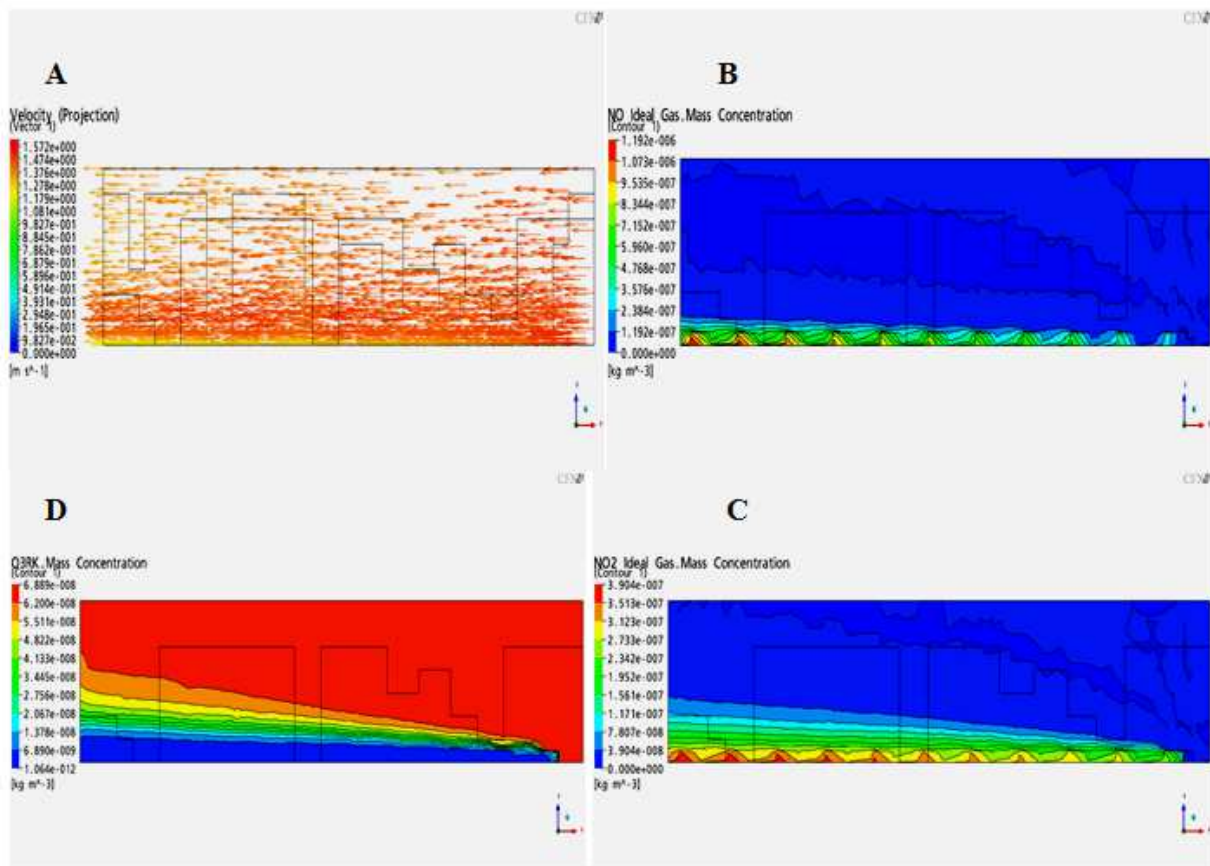 A
Velocity (Projection)
(Vector 1)
1.572e+000
1.474e+000
1.376e+000
1.278e+000
1.179e+000
1.081e+000
9.827e-001
8.845e-001
7.862e-001
6.879e-001
5.896e-001
4.914e-001
3.931e-001
2.948e-001
1.965e-001
9.827e-002
0.000e+000
[m s^-1]
B
NO Ideal Gas.Mass Concentration
(Contour 1)
1.192e-006
1.073e-006
9.535e-007
8.344e-007
7.152e-007
5.960e-007
4.768e-007
3.576e-007
2.384e-007
1.192e-007
0.000e+000
[kg m^-3]
D
O3RK.Mass Concentration
(Contour 1)
6.889e-008
6.200e-008
5.511e-008
4.822e-008
4.133e-008
3.445e-008
2.756e-008
2.067e-008
1.378e-008
6.890e-009
1.064e-012
[kg m^-3]
C
NO2 Ideal Gas.Mass Concentration
(Contour 1)
3.904e-007
3.513e-007
3.123e-007
2.733e-007
2.342e-007
1.952e-007
1.561e-007
1.171e-007
7.807e-008
3.904e-008
0.000e+000
[kg m^-3]